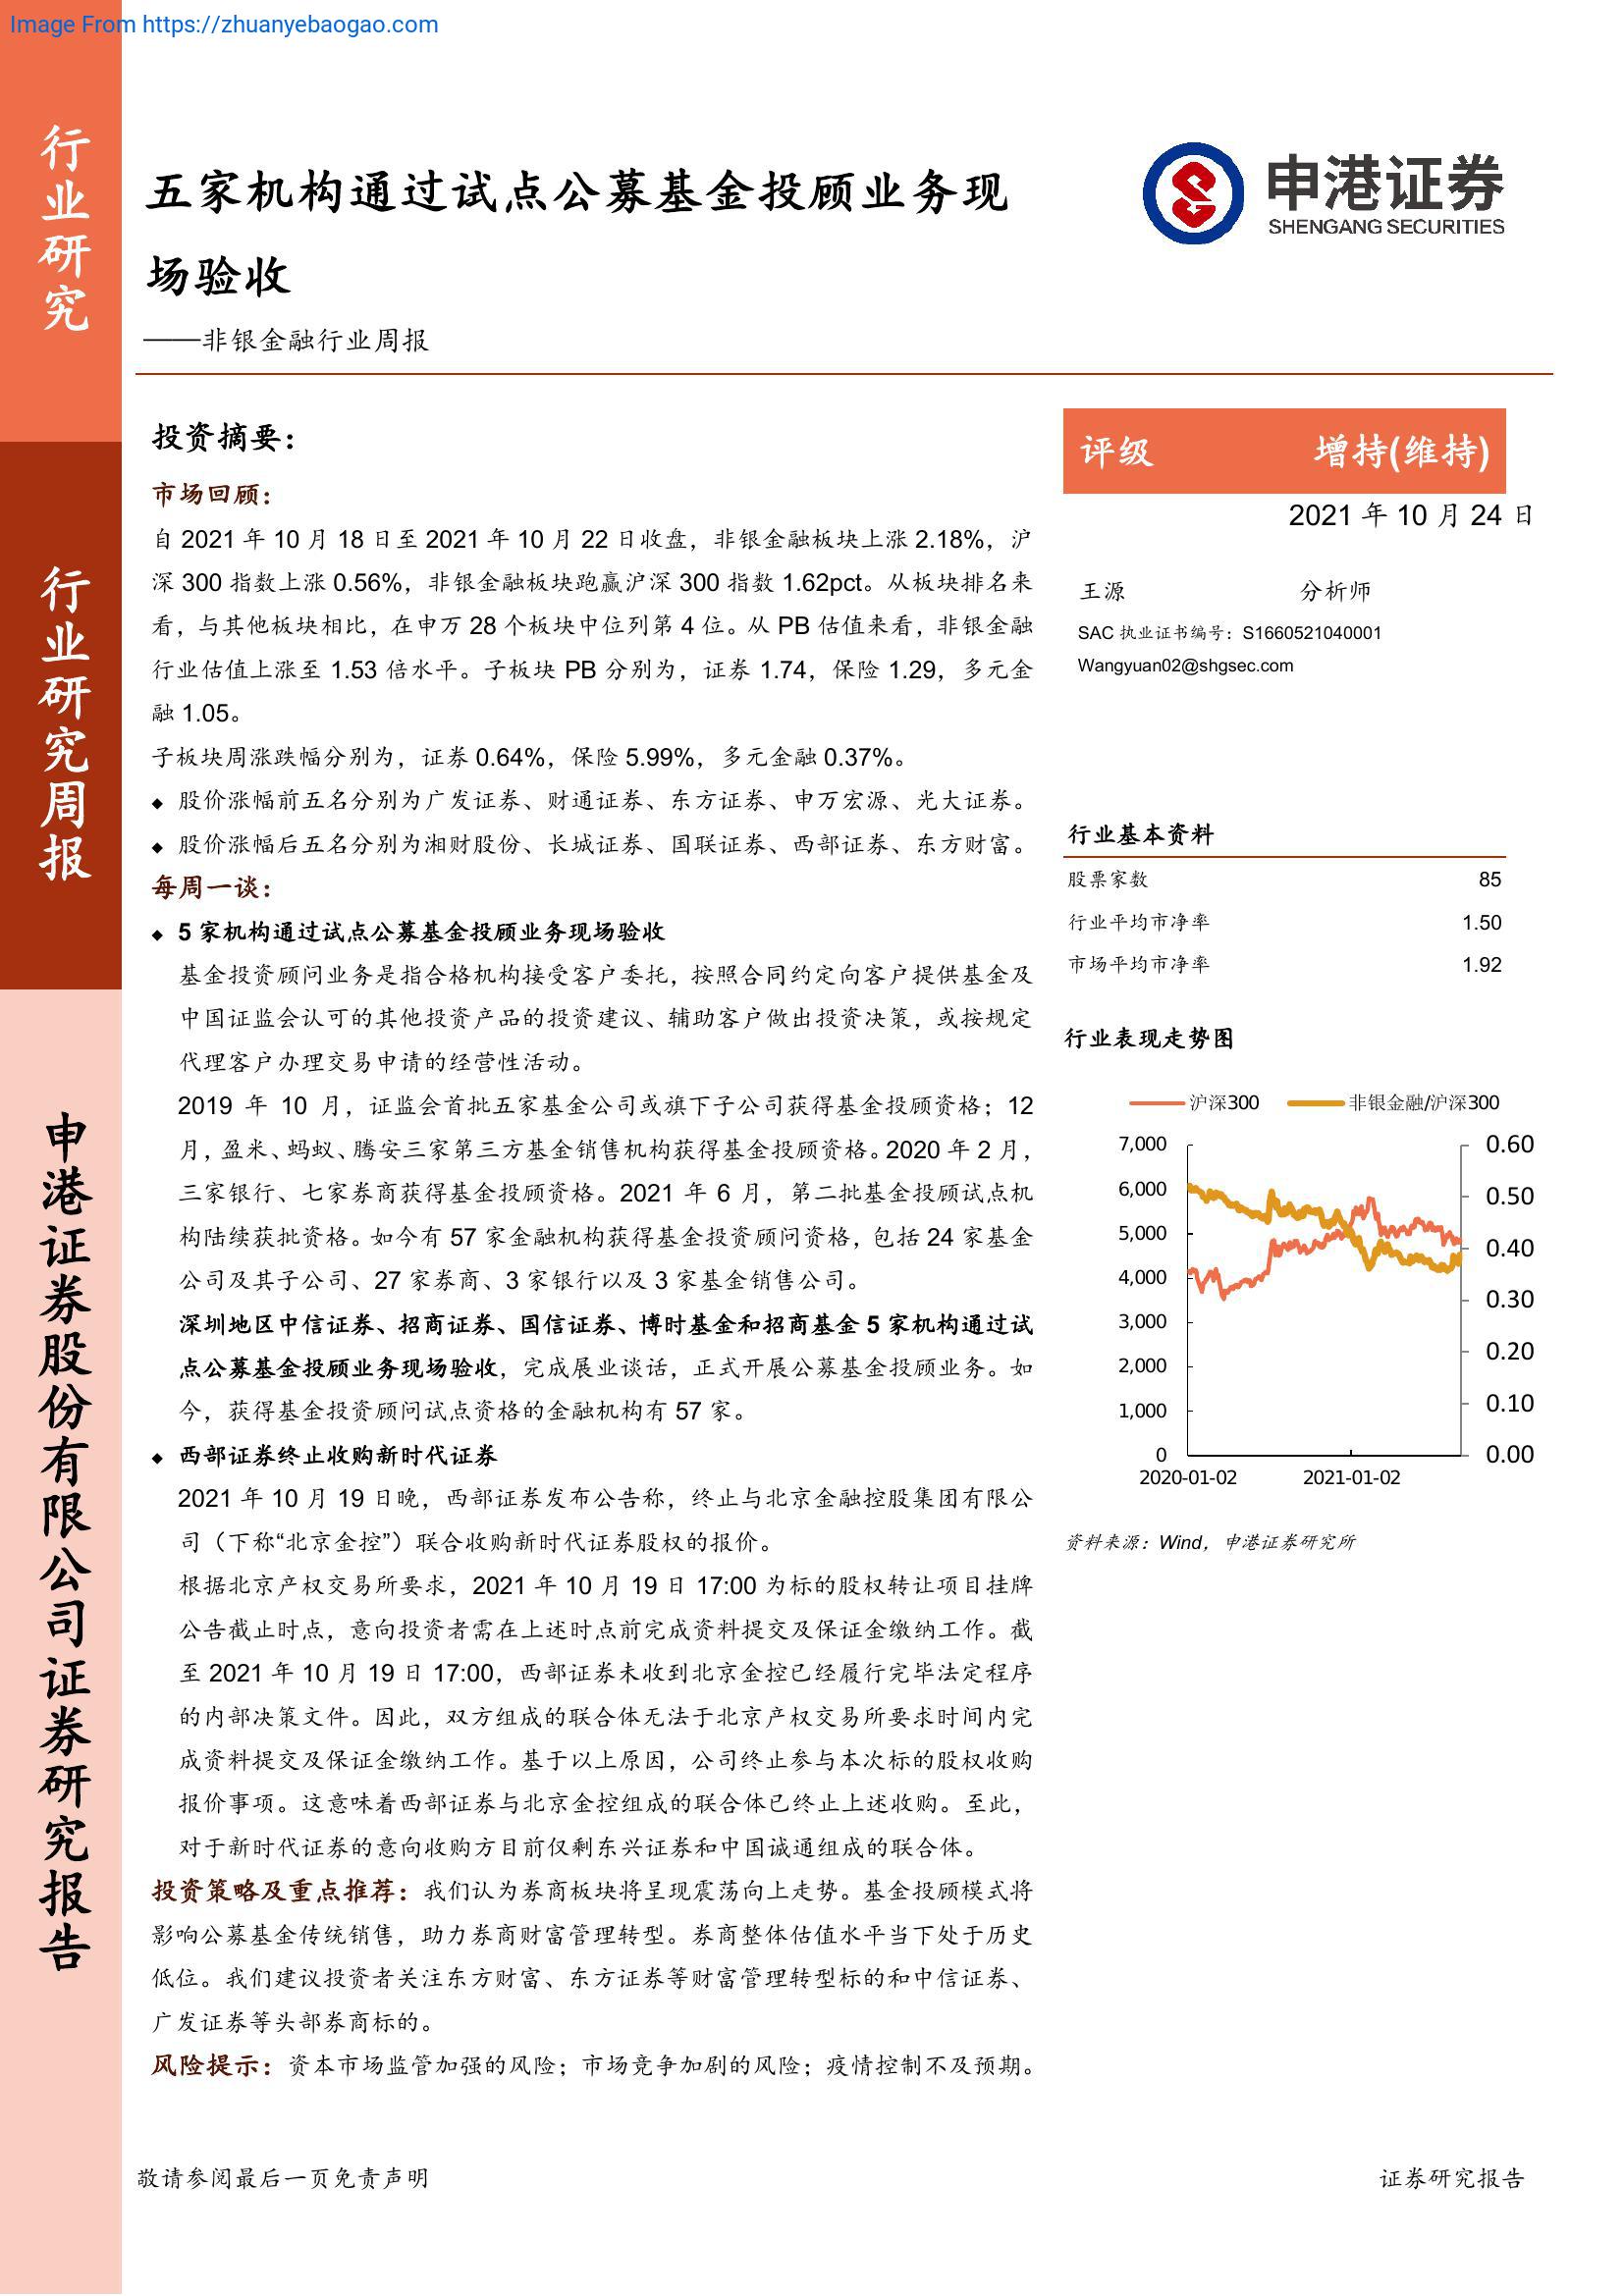 Image From https://zhuanyebaogao.com
行业研究
行业研究周报
申港证券股份有限公司证券研究报告
五家机构通过试点公募基金投顾业务现
场验收
——非银金融行业周报
申港证券
SHENGANG SECURITIES
投资摘要：
市场回顾：
自 2021 年 10 月 18 日至 2021 年 10 月 22 日收盘，非银金融板块上涨 2.18%，沪
深 300 指数上涨 0.56%，非银金融板块跑赢沪深 300 指数 1.62pct。从板块排名来
看，与其他板块相比，在申万 28 个板块中位列第 4 位。从 PB 估值来看，非银金融
行业估值上涨至 1.53 倍水平。子板块 PB 分别为，证券 1.74，保险 1.29，多元金
融 1.05。
子板块周涨跌幅分别为，证券 0.64%，保险 5.99%，多元金融 0.37%。
◆ 股价涨幅前五名分别为广发证券、财通证券、东方证券、申万宏源、光大证券。
◆ 股价涨幅后五名分别为湘财股份、长城证券、国联证券、西部证券、东方财富。
每周一谈：
◆ 5 家机构通过试点公募基金投顾业务现场验收
基金投资顾问业务是指合格机构接受客户委托，按照合同约定向客户提供基金及
中国证监会认可的其他投资产品的投资建议、辅助客户做出投资决策，或按规定
代理客户办理交易申请的经营性活动。
2019 年 10 月，证监会首批五家基金公司或旗下子公司获得基金投顾资格；12
月，盈米、蚂蚁、腾安三家第三方基金销售机构获得基金投顾资格。2020 年 2 月，
三家银行、七家券商获得基金投顾资格。2021 年 6 月，第二批基金投顾试点机
构陆续获批资格。如今有 57 家金融机构获得基金投资顾问资格，包括 24 家基金
公司及其子公司、27 家券商、3 家银行以及 3 家基金销售公司。
深圳地区中信证券、招商证券、国信证券、博时基金和招商基金 5 家机构通过试
点公募基金投顾业务现场验收，完成展业谈话，正式开展公募基金投顾业务。如
今，获得基金投资顾问试点资格的金融机构有 57 家。
◆ 西部证券终止收购新时代证券
2021 年 10 月 19 日晚，西部证券发布公告称，终止与北京金融控股集团有限公
司（下称“北京金控”）联合收购新时代证券股权的报价。
根据北京产权交易所要求，2021 年 10 月 19 日 17:00 为标的股权转让项目挂牌
公告截止时点，意向投资者需在上述时点前完成资料提交及保证金缴纳工作。截
至 2021 年 10 月 19 日 17:00，西部证券未收到北京金控已经履行完毕法定程序
的内部决策文件。因此，双方组成的联合体无法于北京产权交易所要求时间内完
成资料提交及保证金缴纳工作。基于以上原因，公司终止参与本次标的股权收购
报价事项。这意味着西部证券与北京金控组成的联合体已终止上述收购。至此，
对于新时代证券的意向收购方目前仅剩东兴证券和中国诚通组成的联合体。
投资策略及重点推荐：我们认为券商板块将呈现震荡向上走势。基金投顾模式将
影响公募基金传统销售，助力券商财富管理转型。券商整体估值水平当下处于历史
低位。我们建议投资者关注东方财富、东方证券等财富管理转型标的和中信证券、
广发证券等头部券商标的。
风险提示：资本市场监管加强的风险；市场竞争加剧的风险；疫情控制不及预期。
评级 增持(维持)
2021 年 10 月 24 日
王源 分析师
SAC 执业证书编号：S1660521040001
Wangyuan02@shgsec.com
行业基本资料
股票家数 85
行业平均市净率 1.50
市场平均市净率 1.92
行业表现走势图
沪深300 非银金融/沪深300
7,000 0.60
6,000 0.50
5,000 0.40
4,000 0.30
3,000 0.20
2,000 0.10
1,000 0.00
0
2020-01-02 2021-01-02
资料来源：Wind，申港证券研究所
敬请参阅最后一页免责声明 证券研究报告